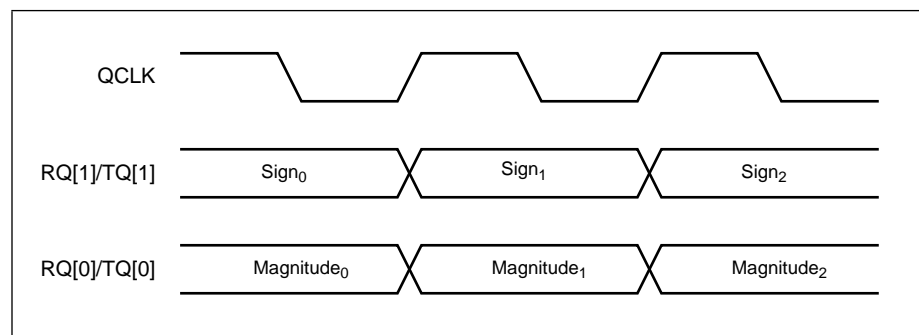 QCLK
RQ[1]/TQ[1] Sign₀ Sign₁ Sign₂
RQ[0]/TQ[0] Magnitude₀ Magnitude₁ Magnitude₂